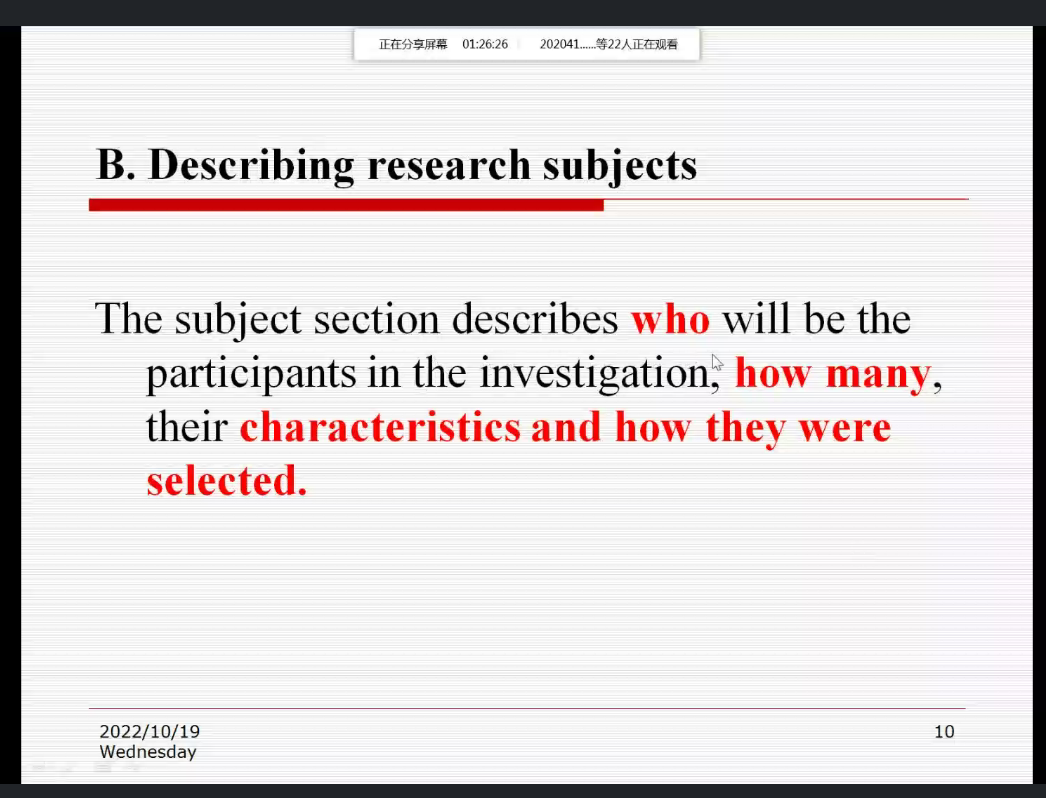 正在分享屏幕 01:26:26 202041......等22人正在观看
B. Describing research subjects
The subject section describes who will be the
participants in the investigation, how many,
their characteristics and how they were
selected.
2022/10/19 10
Wednesday